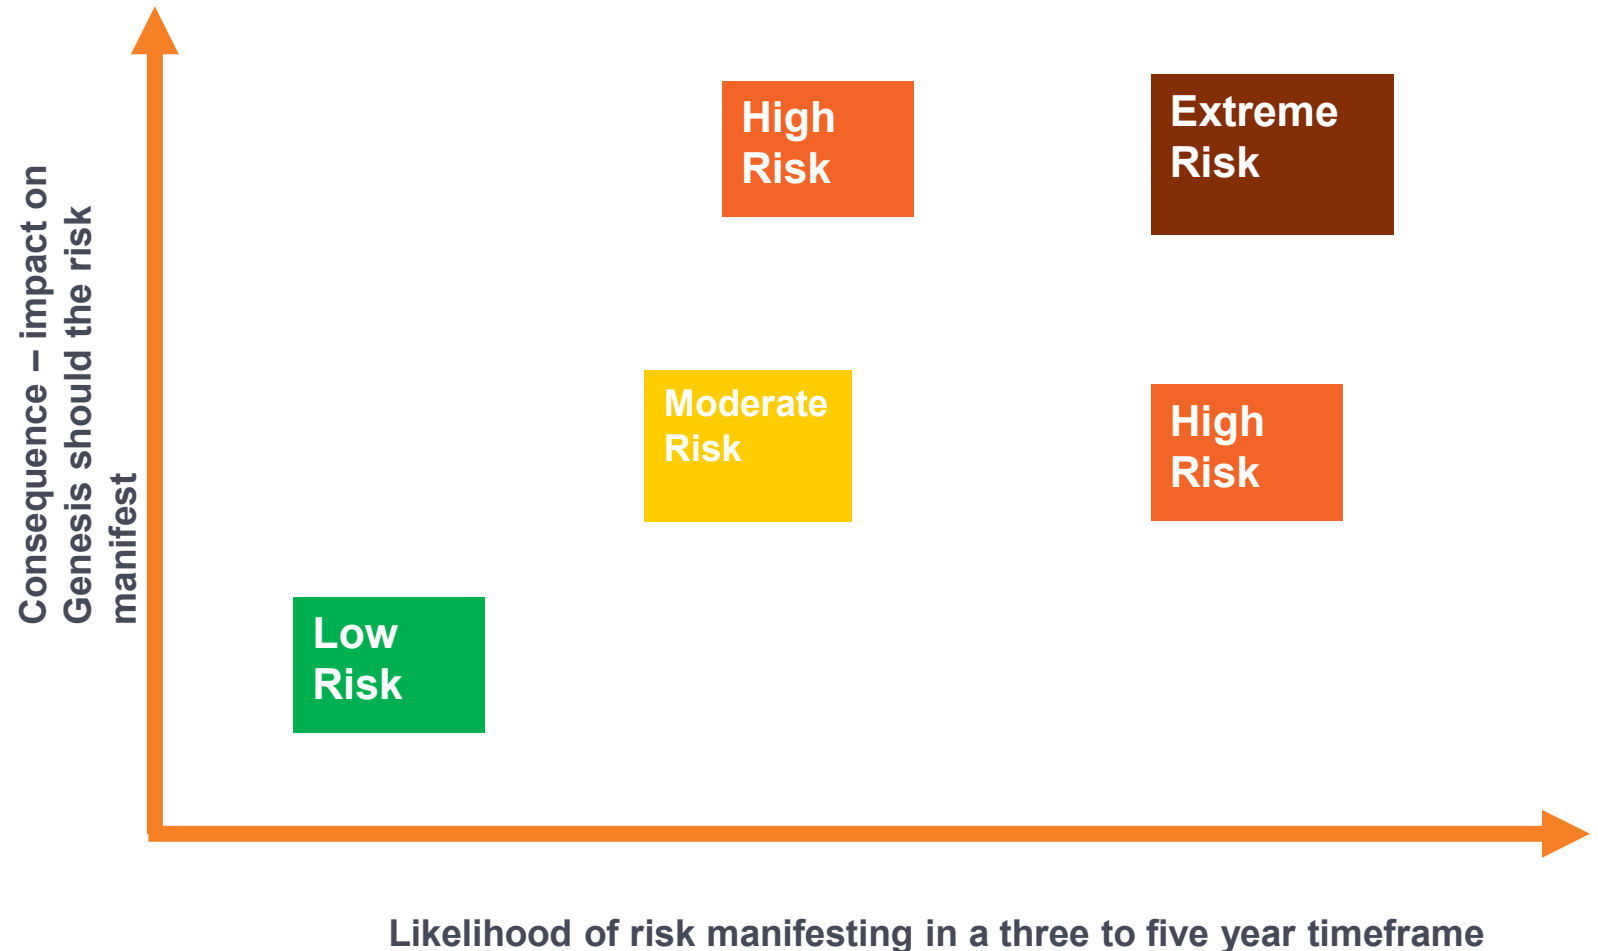 Consequence – impact on
Genesis should the risk
manifest
High
Risk
Extreme
Risk
Moderate
Risk
High
Risk
Low
Risk
Likelihood of risk manifesting in a three to five year timeframe